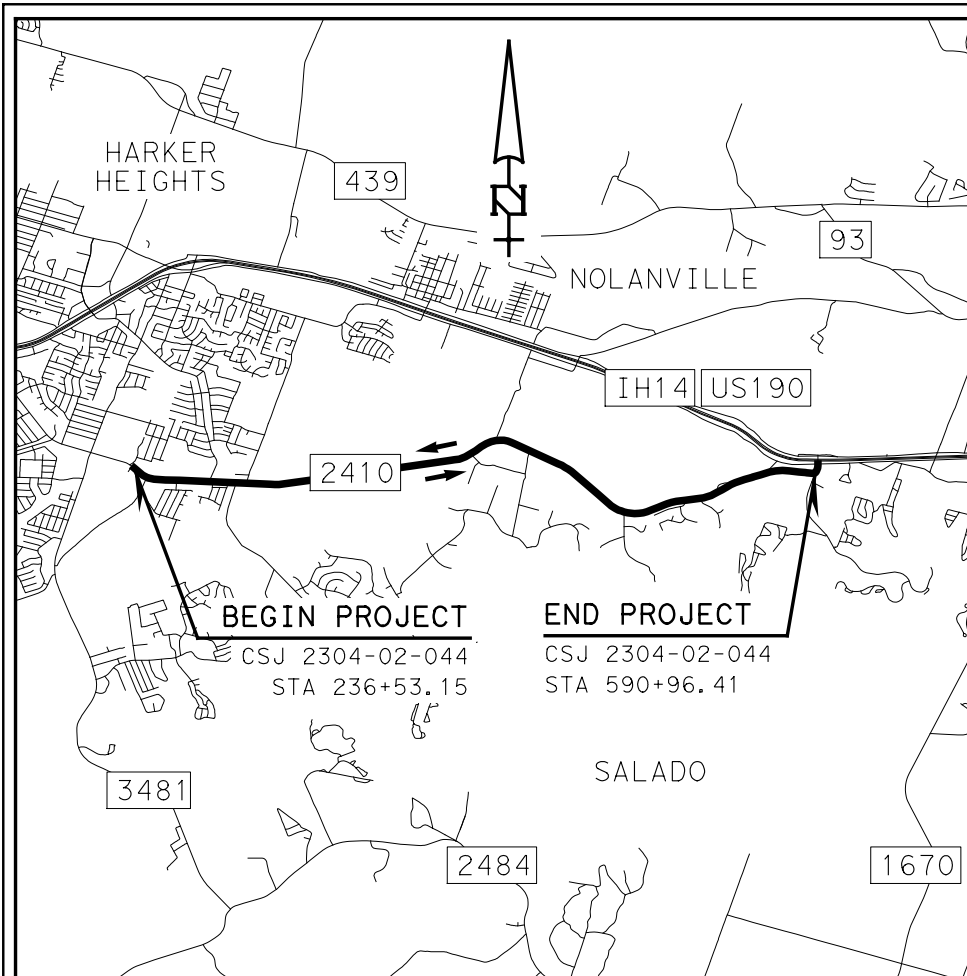 HARKER
HEIGHTS
439
N
93
NOLANVILLE
IH14
US190
2410
BEGIN PROJECT
CSJ 2304-02-044
STA 236+53.15
END PROJECT
CSJ 2304-02-044
STA 590+96.41
SALADO
3481
2484
1670